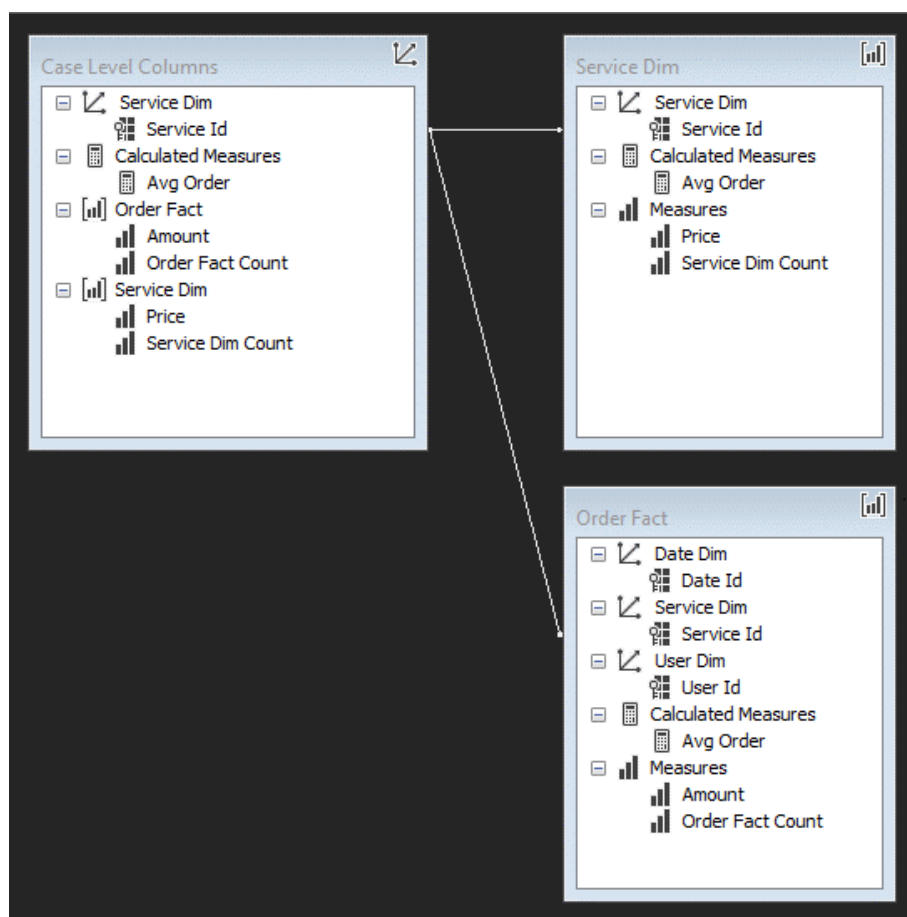 Case Level Columns
Service Dim
Service Id
Calculated Measures
Avg Order
Order Fact
Amount
Order Fact Count
Service Dim
Price
Service Dim Count
Service Dim
Service Dim
Service Id
Calculated Measures
Avg Order
Measures
Price
Service Dim Count
Order Fact
Date Dim
Date Id
Service Dim
Service Id
User Dim
User Id
Calculated Measures
Avg Order
Measures
Amount
Order Fact Count